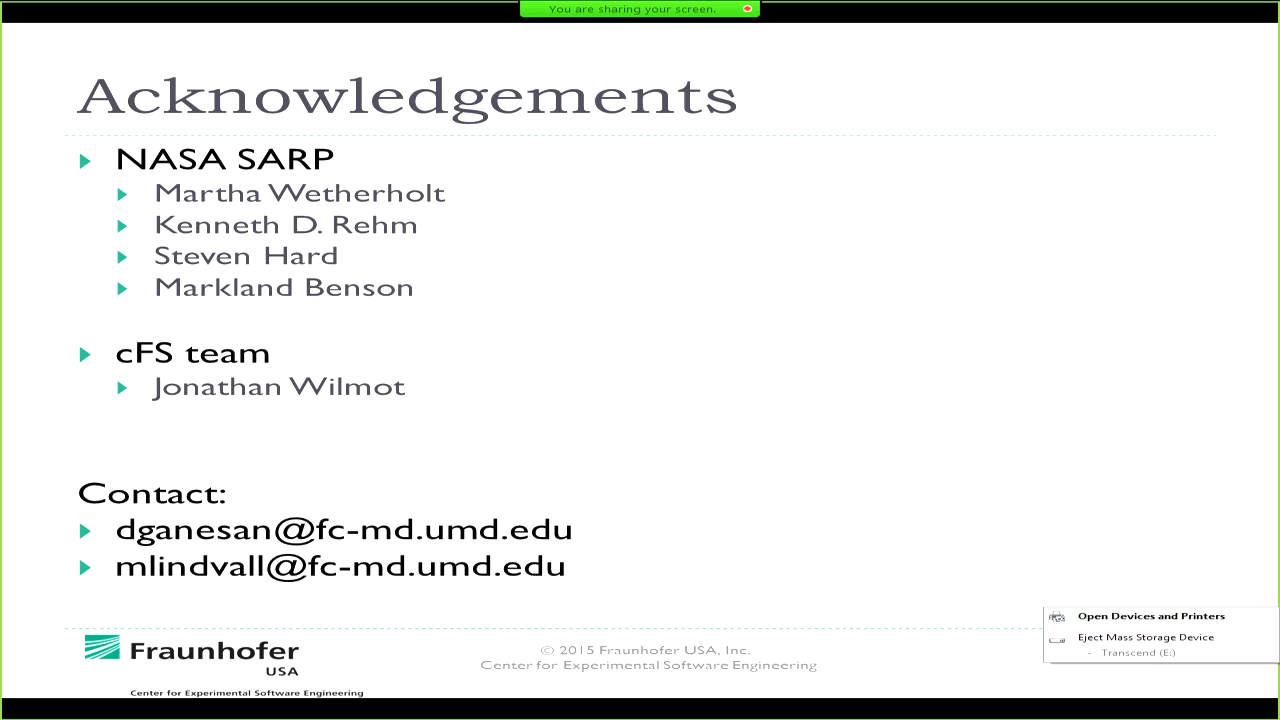 You are sharing your screen.
Acknowledgements
NASA SARP
Martha Wetherholt
Kenneth D. Rehm
Steven Hard
Markland Benson
cFS team
Jonathan Wilmot
Contact:
dganesan@fc-md.umd.edu
mlindvall@fc-md.umd.edu
Open Devices and Printers
Eject Mass Storage Device
- Transcend (E:)
Fraunhofer
USA
Center for Experimental Software Engineering
© 2015 Fraunhofer USA, Inc.
Center for Experimental Software Engineering